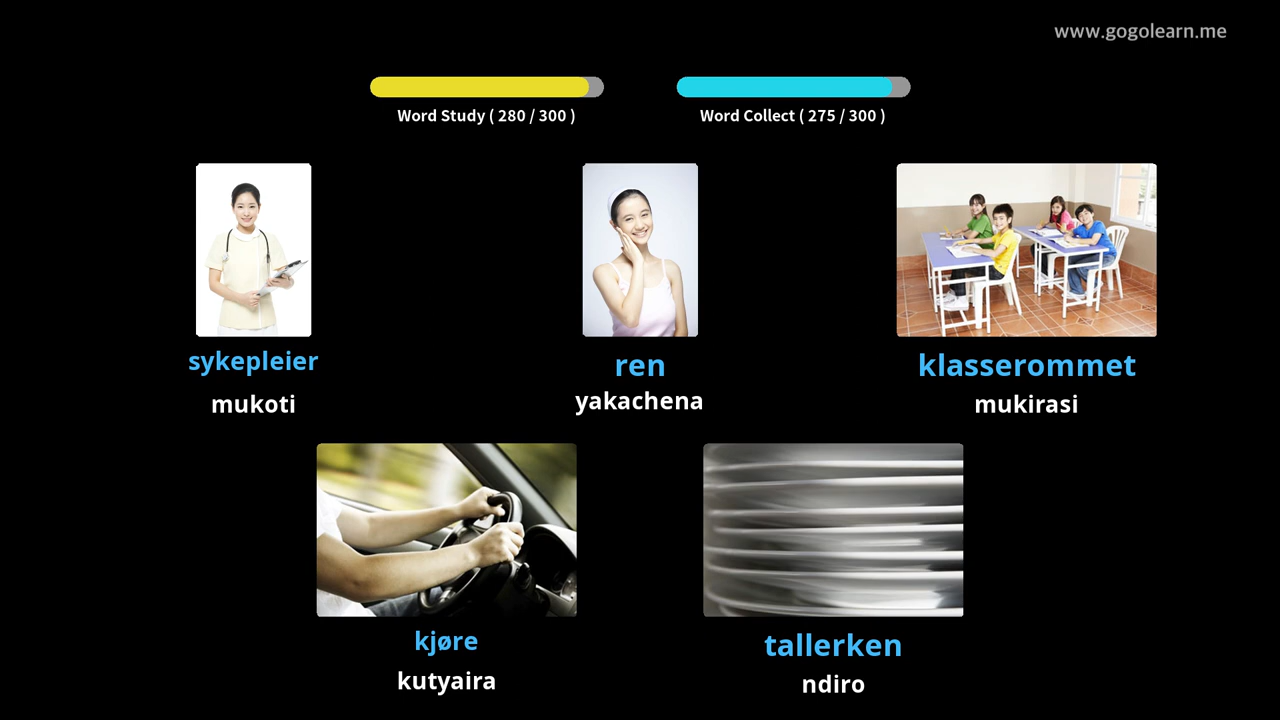 www.gogolearn.me
Word Study ( 280 / 300 )
Word Collect ( 275 / 300 )
sykepleier
mukoti
ren
yakachena
klasserommet
mukirasi
kjøre
kutyaira
tallerken
ndiro